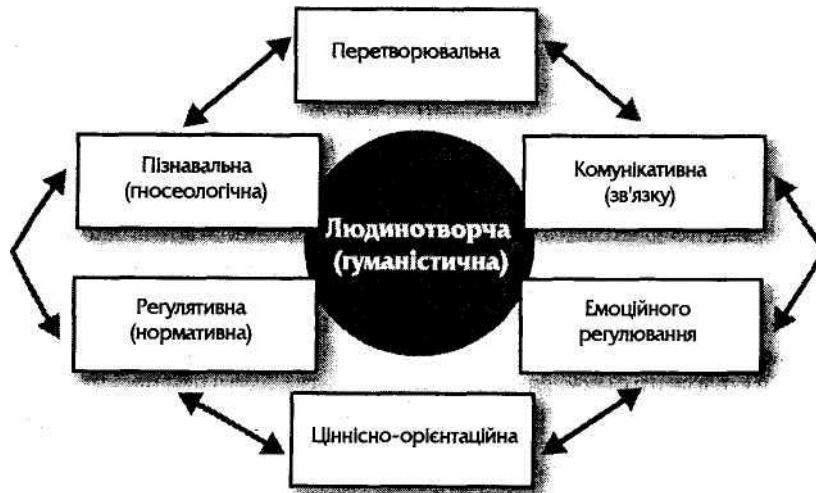 Перетворювальна
Пізнавальна
(гносеологічна)
Комунікативна
(зв'язку)
Людинотворча
(гуманістична)
Регулятивна
(нормативна)
Емоційного
регулювання
Ціннісно-орієнтаційна